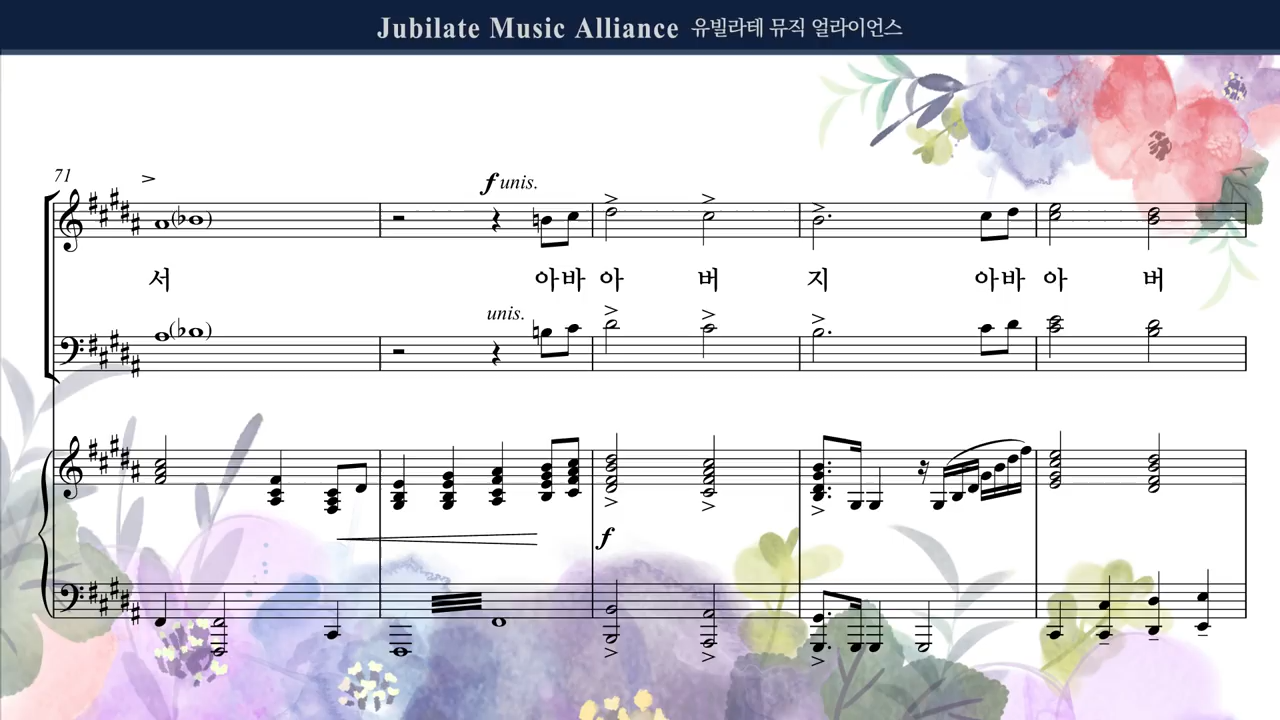 Jubilate Music Alliance 유빌라테 뮤직 얼라이언스
71
f unis.
서 아바 아 버 지 아바 아 버
unis.
f